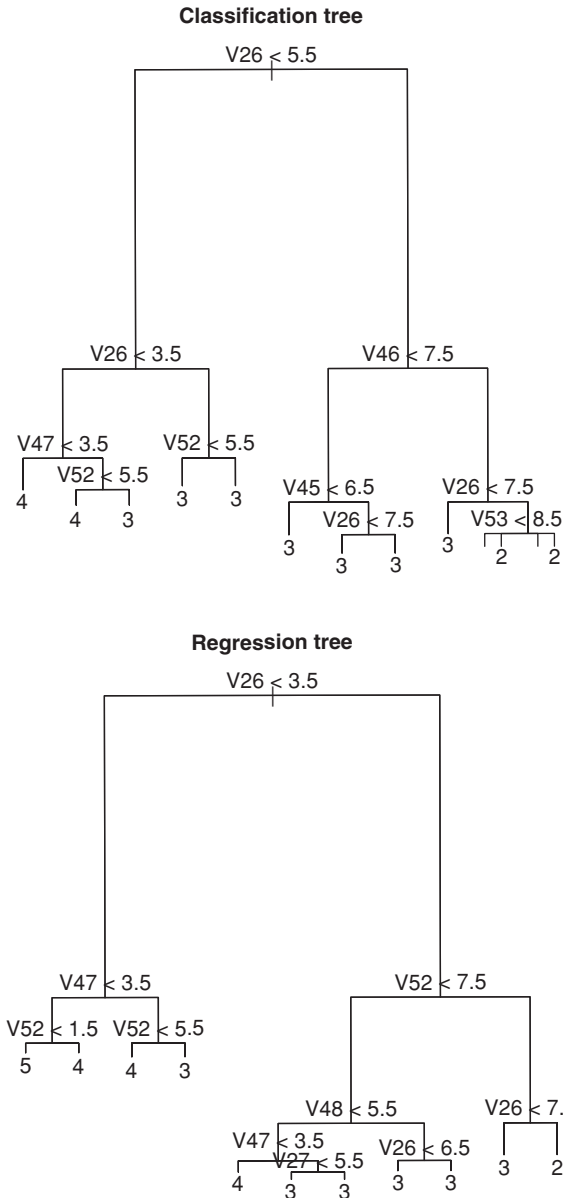 Classification tree
V26 < 5.5
V26 < 3.5
V46 < 7.5
V47 < 3.5
V52 < 5.5
V52 < 5.5
4
4
3
3
3
V45 < 6.5
V26 < 7.5
V26 < 7.5
V53 < 8.5
3
3
3
3
2
2
Regression tree
V26 < 3.5
V47 < 3.5
V52 < 7.5
V52 < 1.5
V52 < 5.5
5
4
4
3
V48 < 5.5
V26 < 7.
V47 < 3.5
V26 < 6.5
V27 < 5.5
4
3
3
3
3
3
2